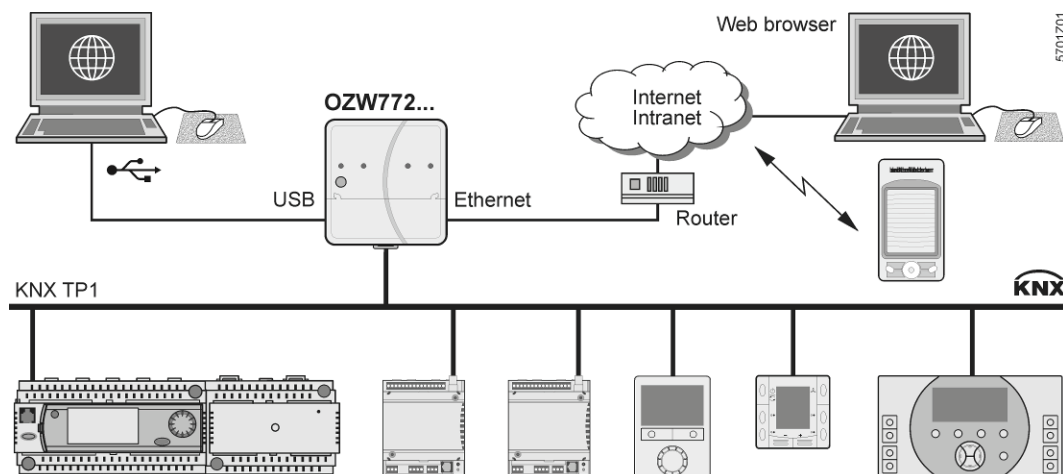 Web browser
5701Z01
OZW772...
Internet
Intranet
USB
Ethernet
Router
KNX TP1
KNX